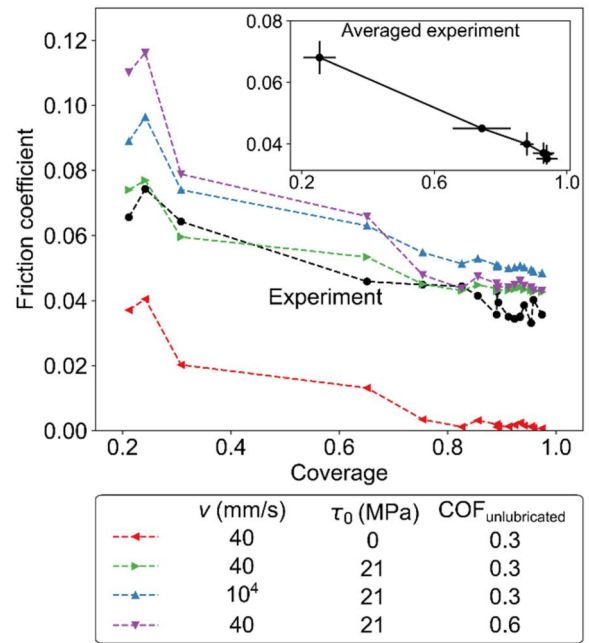 0.12
0.10
0.08
0.06
0.04
0.02
0.00
Friction coefficient
0.2
0.4
0.6
0.8
1.0
Coverage
Experiment
Averaged experiment
0.08
0.06
0.04
0.2
0.6
1.0
v (mm/s) τ₀ (MPa) COFunlubricated
40 0 0.3
40 21 0.3
10⁴ 21 0.3
40 21 0.6